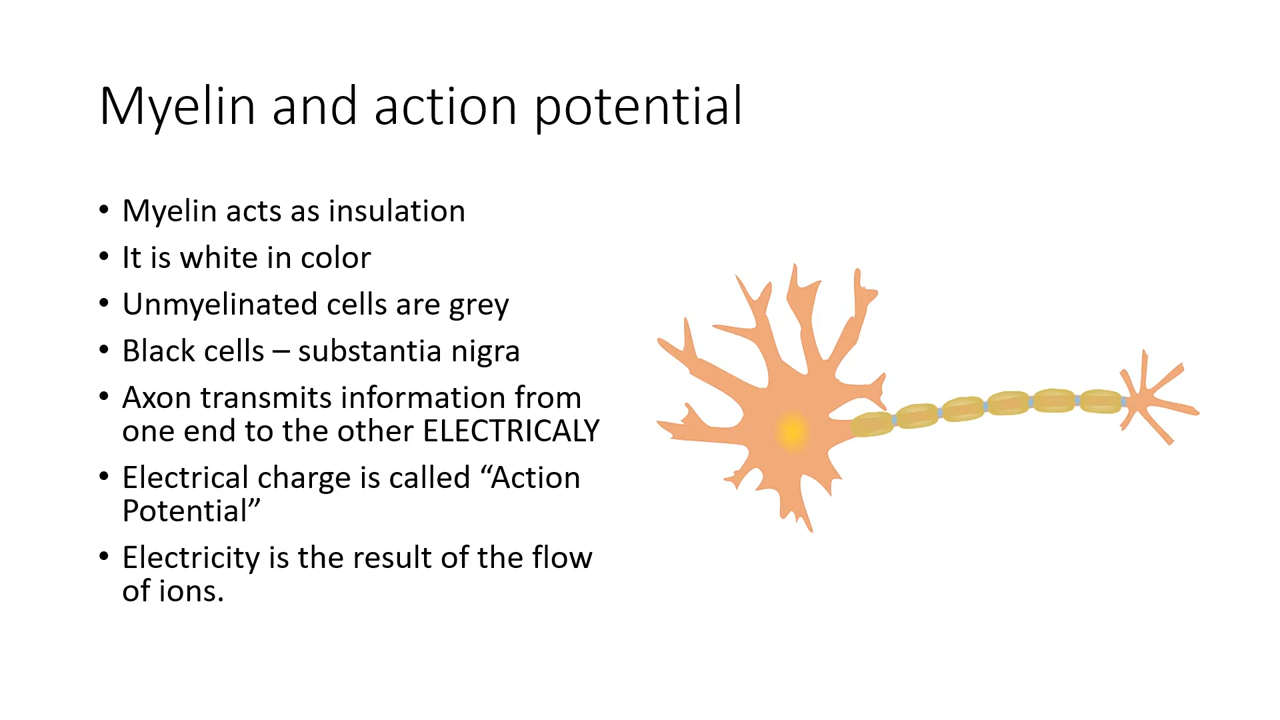 Myelin and action potential
• Myelin acts as insulation
• It is white in color
• Unmyelinated cells are grey
• Black cells – substantia nigra
• Axon transmits information from
one end to the other ELECTRICALY
• Electrical charge is called “Action
Potential”
• Electricity is the result of the flow
of ions.